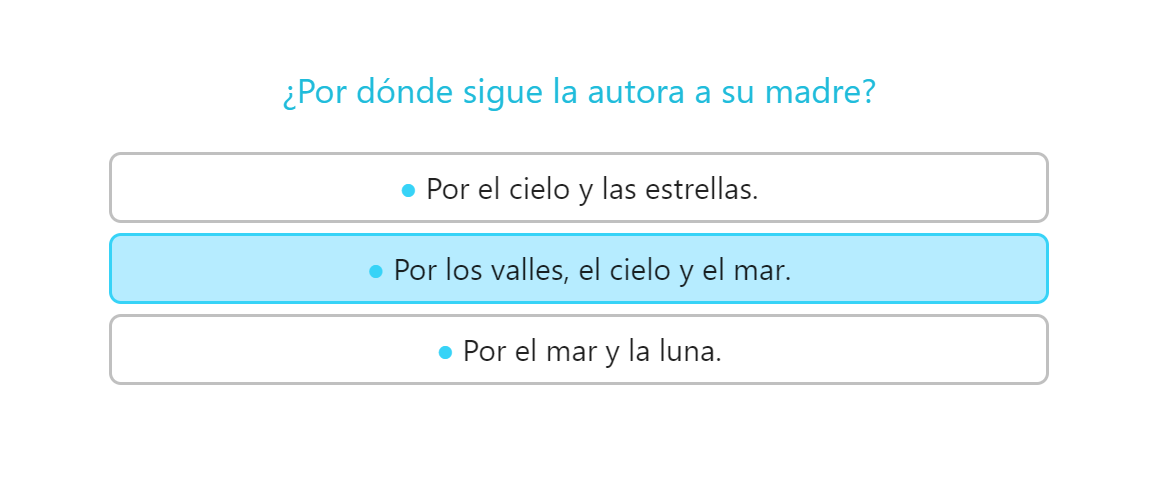 ¿Por dónde sigue la autora a su madre?
● Por el cielo y las estrellas.
● Por los valles, el cielo y el mar.
● Por el mar y la luna.